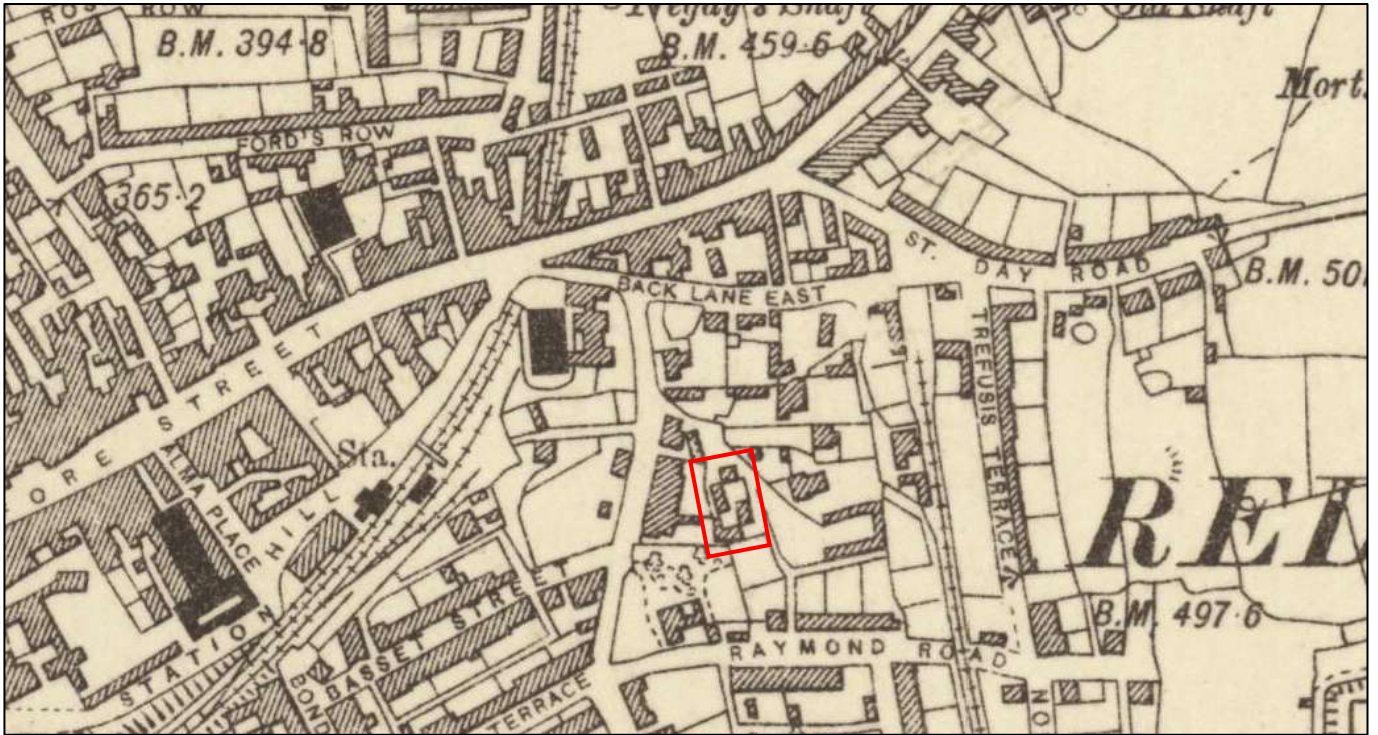 ROW
B.M. 394·8
B.M. 459·6
Mort.
FORD'S ROW
365·2
ST. DAY ROAD
B.M. 50
BACK LANE EAST
TREFUSIS TERRACE
ORE STREET
Sta.
ALMA PLACE
STATION HILL
RE
B.M. 497·6
BASSET STREET
RAYMOND ROAD
BOND
TERRACE